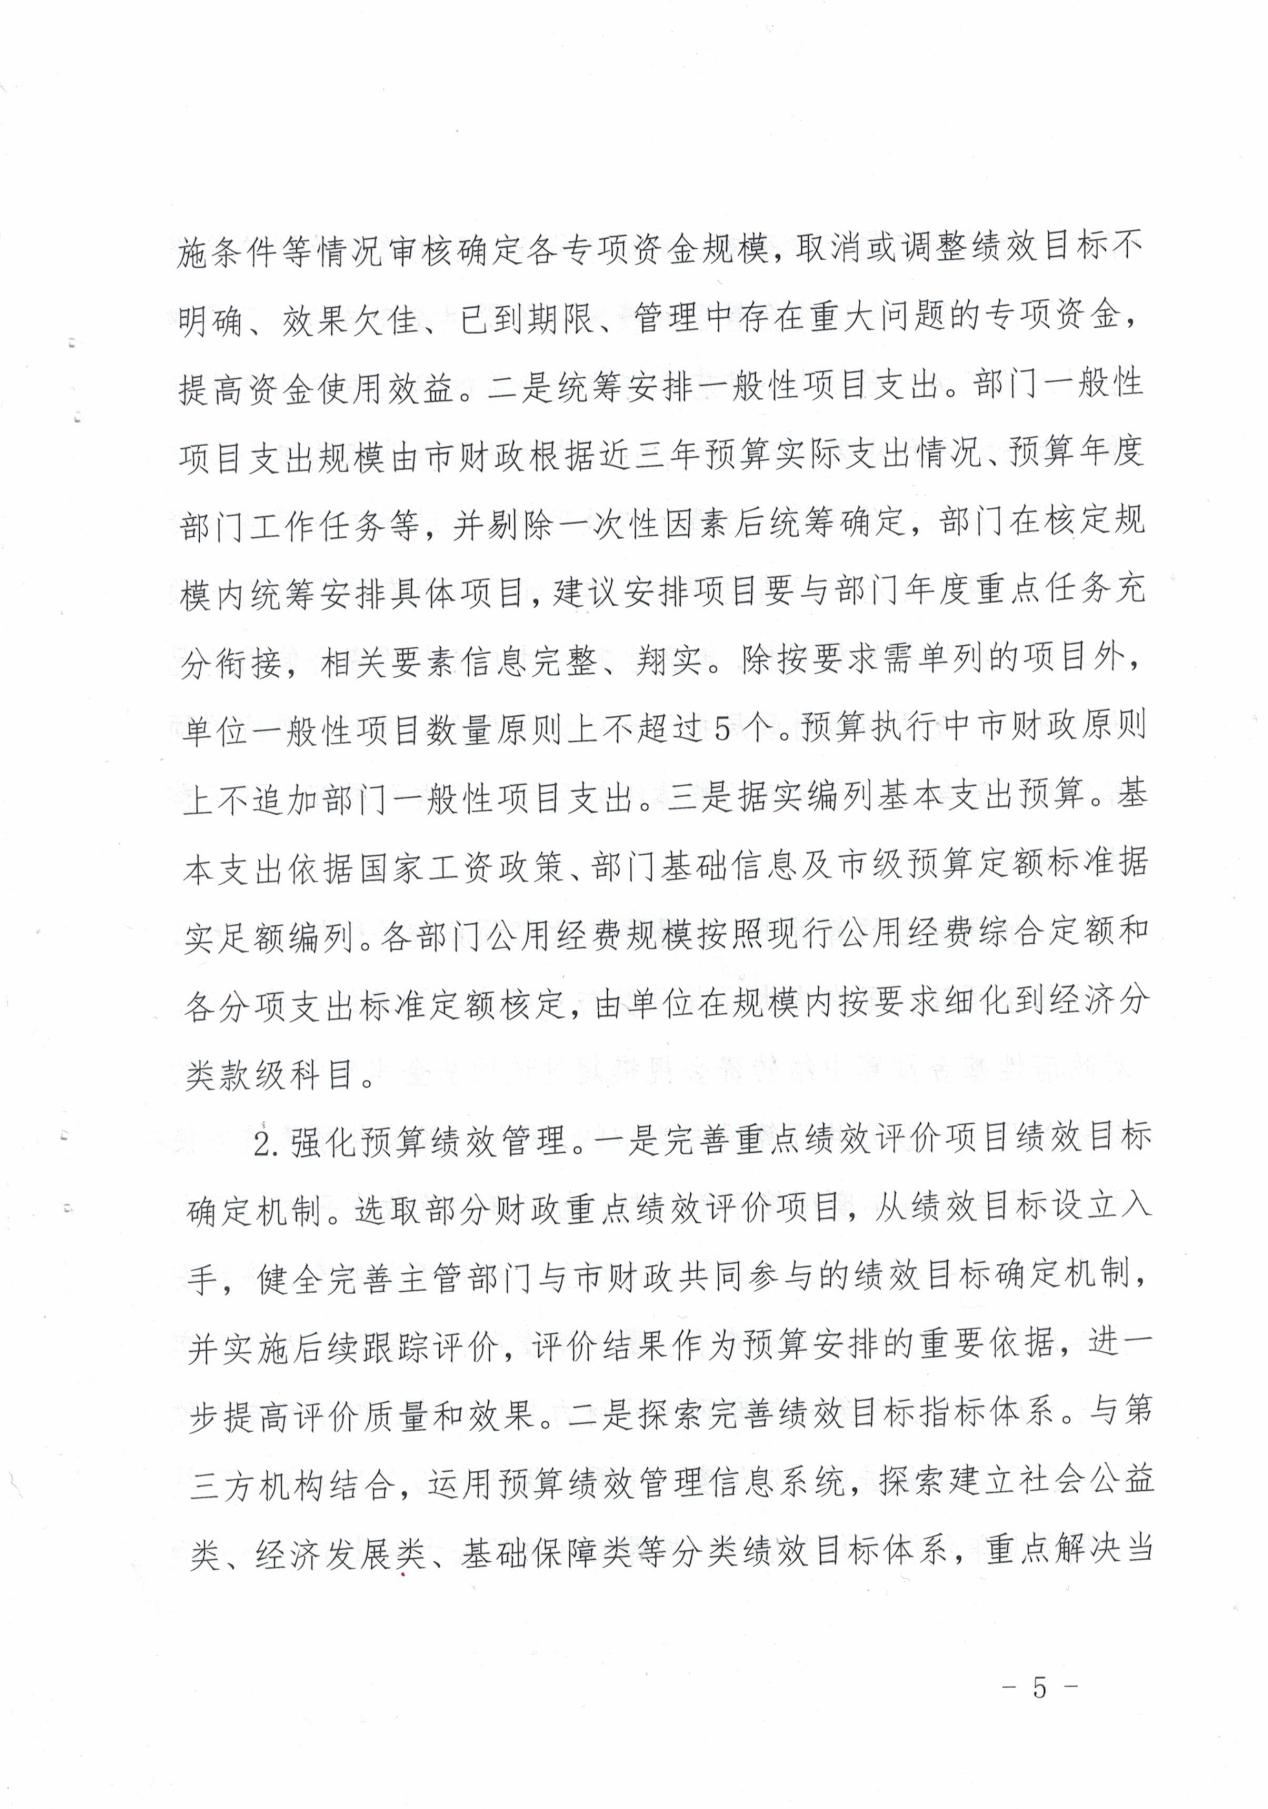 施条件等情况审核确定各专项资金规模，取消或调整绩效目标不
明确、效果欠佳、已到期限、管理中存在重大问题的专项资金，
提高资金使用效益。二是统筹安排一般性项目支出。部门一般性
项目支出规模由市财政根据近三年预算实际支出情况、预算年度
部门工作任务等，并剔除一次性因素后统筹确定，部门在核定规
模内统筹安排具体项目，建议安排项目要与部门年度重点任务充
分衔接，相关要素信息完整、翔实。除按要求需单列的项目外，
单位一般性项目数量原则上不超过5个。预算执行中市财政原则
上不追加部门一般性项目支出。三是据实编列基本支出预算。基
本支出依据国家工资政策、部门基础信息及市级预算定额标准据
实足额编列。各部门公用经费规模按照现行公用经费综合定额和
各分项支出标准定额核定，由单位在规模内按要求细化到经济分
类款级科目。
2.强化预算绩效管理。一是完善重点绩效评价项目绩效目标
确定机制。选取部分财政重点绩效评价项目，从绩效目标设立入
手，健全完善主管部门与市财政共同参与的绩效目标确定机制，
并实施后续跟踪评价，评价结果作为预算安排的重要依据，进一
步提高评价质量和效果。二是探索完善绩效目标指标体系。与第
三方机构结合，运用预算绩效管理信息系统，探索建立社会公益
类、经济发展类、基础保障类等分类绩效目标体系，重点解决当
- 5 -